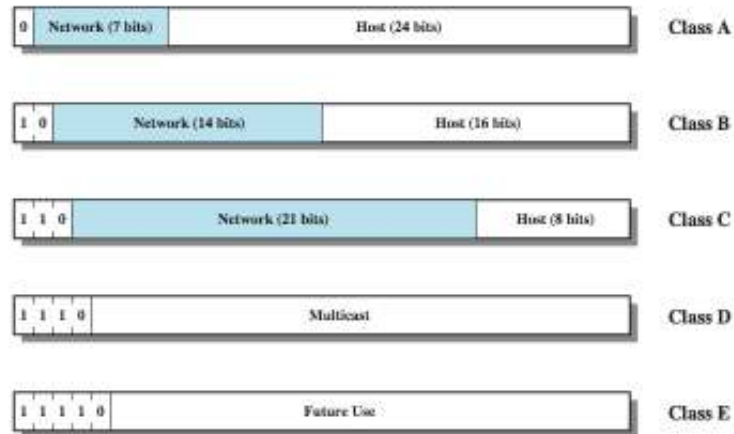 0 Network (7 bits) Host (24 bits) Class A
1 0 Network (14 bits) Host (16 bits) Class B
1 1 0 Network (21 bits) Host (8 bits) Class C
1 1 1 0 Multicast Class D
1 1 1 1 0 Future Use Class E